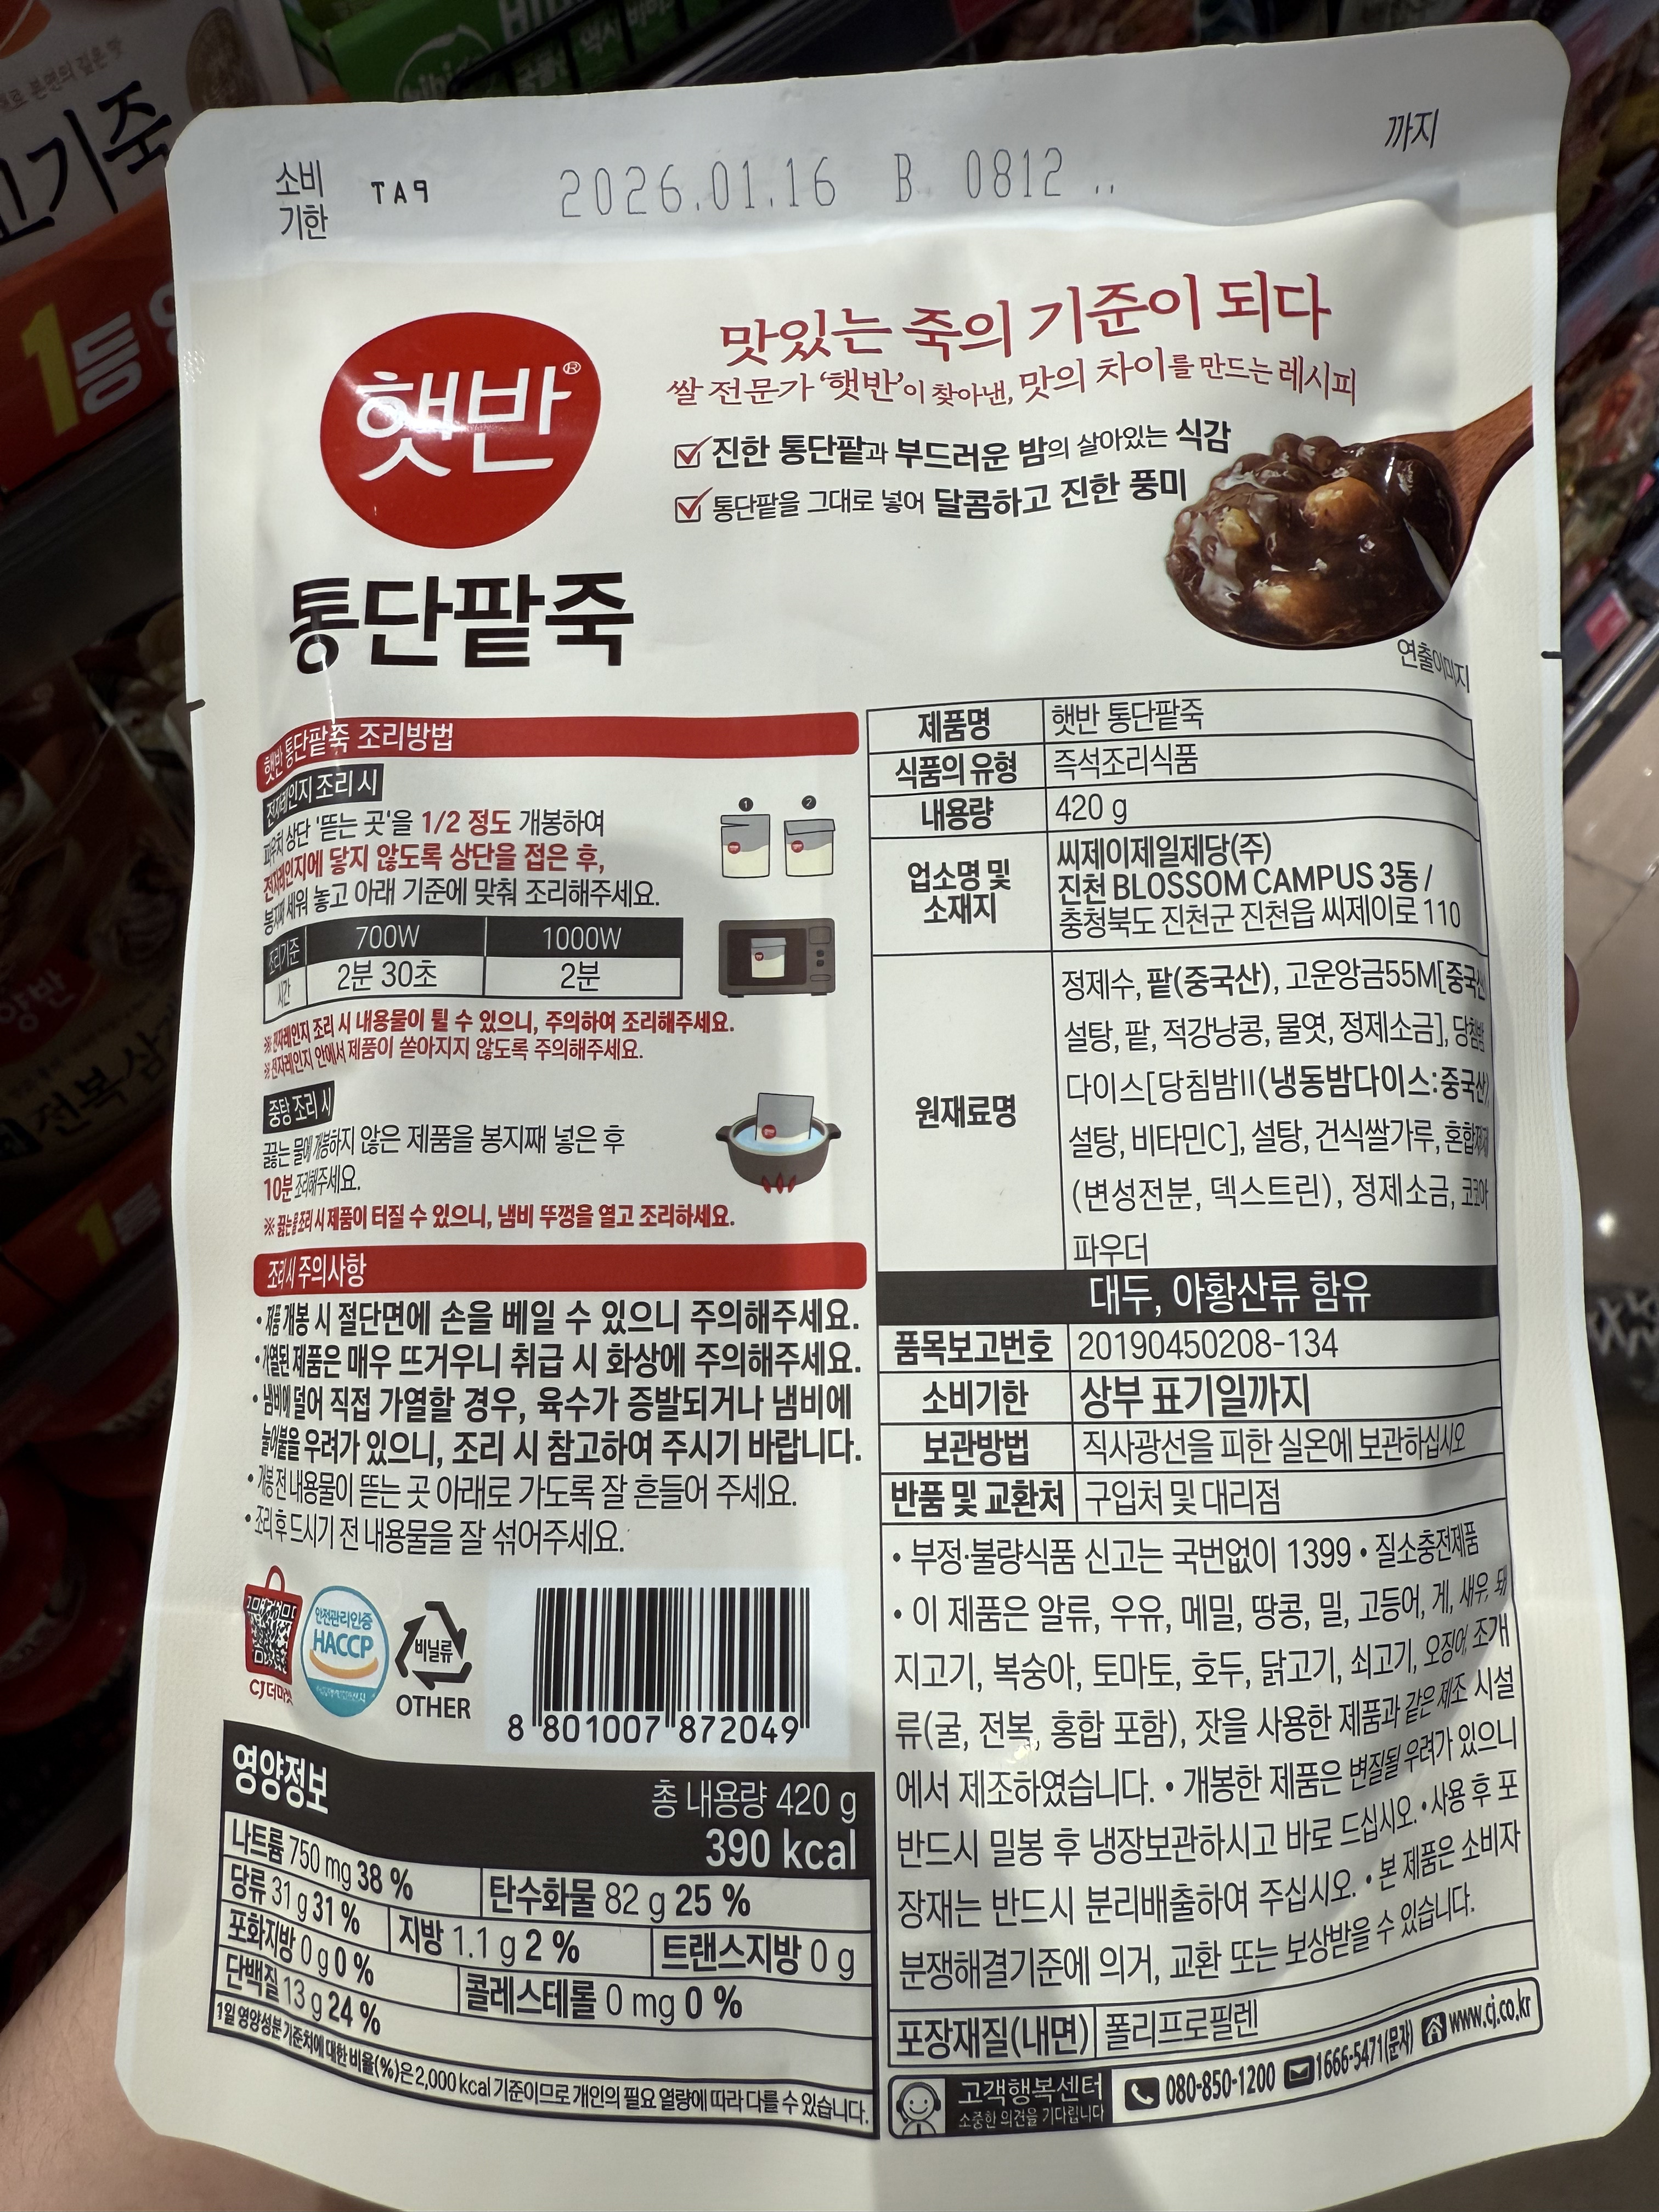 고기죽
1등
소비
기한
TA9 2026.01.16 B 0812 ..
까지
햇반®
맛있는 죽의 기준이 되다
쌀 전문가 '햇반'이 찾아낸, 맛의 차이를 만드는 레시피
진한 통단팥과 부드러운 밤의 살아있는 식감
통단팥을 그대로 넣어 달콤하고 진한 풍미
통단팥죽
연출이미지
햇반 통단팥죽 조리방법
전자레인지 조리 시
파우치 상단 '뜯는 곳'을 1/2 정도 개봉하여
전자레인지에 닿지 않도록 상단을 접은 후,
봉지째 세워 놓고 아래 기준에 맞춰 조리해주세요.
1 2
조리기준 700W 1000W
시간 2분 30초 2분
※ 전자레인지 조리 시 내용물이 튈 수 있으니, 주의하여 조리해주세요.
※ 전자레인지 안에서 제품이 쏟아지지 않도록 주의해주세요.
중탕 조리 시
끓는 물에 개봉하지 않은 제품을 봉지째 넣은 후
10분 조리해주세요.
※ 끓는물 조리 시 제품이 터질 수 있으니, 냄비 뚜껑을 열고 조리하세요.
조리시 주의사항
• 제품 개봉 시 절단면에 손을 베일 수 있으니 주의해주세요.
• 가열된 제품은 매우 뜨거우니 취급 시 화상에 주의해주세요.
• 냄비에 덜어 직접 가열할 경우, 육수가 증발되거나 냄비에
눌어붙을 우려가 있으니, 조리 시 참고하여 주시기 바랍니다.
• 개봉 전 내용물이 뜯는 곳 아래로 가도록 잘 흔들어 주세요.
• 조리 후 드시기 전 내용물을 잘 섞어주세요.
CJ더마켓
안전관리인증
HACCP
비닐류
OTHER
8 801007 872049
영양정보
총 내용량 420 g
390 kcal
나트륨 750 mg 38 % 탄수화물 82 g 25 %
당류 31 g 31 % 지방 1.1 g 2 % 트랜스지방 0 g
포화지방 0 g 0 % 콜레스테롤 0 mg 0 %
단백질 13 g 24 %
1일 영양성분 기준치에 대한 비율(%)은 2,000 kcal 기준이므로 개인의 필요 열량에 따라 다를 수 있습니다.
제품명 햇반 통단팥죽
식품의 유형 즉석조리식품
내용량 420 g
업소명 및
소재지
씨제이제일제당(주)
진천 BLOSSOM CAMPUS 3동 /
충청북도 진천군 진천읍 씨제이로 110
원재료명
정제수, 팥(중국산), 고운앙금55M[중국산
설탕, 팥, 적강낭콩, 물엿, 정제소금], 당침밤
다이스[당침밤II(냉동밤다이스:중국산),
설탕, 비타민C], 설탕, 건식쌀가루, 혼합제제
(변성전분, 덱스트린), 정제소금, 코코아
파우더
대두, 아황산류 함유
품목보고번호 20190450208-134
소비기한 상부 표기일까지
보관방법 직사광선을 피한 실온에 보관하십시오
반품 및 교환처 구입처 및 대리점
• 부정·불량식품 신고는 국번없이 1399 • 질소충전제품
• 이 제품은 알류, 우유, 메밀, 땅콩, 밀, 고등어, 게, 새우, 돼
지고기, 복숭아, 토마토, 호두, 닭고기, 쇠고기, 오징어, 조개
류(굴, 전복, 홍합 포함), 잣을 사용한 제품과 같은 제조 시설
에서 제조하였습니다. • 개봉한 제품은 변질될 우려가 있으니
반드시 밀봉 후 냉장보관하시고 바로 드십시오. • 사용 후 포
장재는 반드시 분리배출하여 주십시오. • 본 제품은 소비자
분쟁해결기준에 의거, 교환 또는 보상받을 수 있습니다.
포장재질(내면) 폴리프로필렌
고객행복센터
소중한 의견을 기다립니다
080-850-1200 1666-5471(문자) www.cj.co.kr